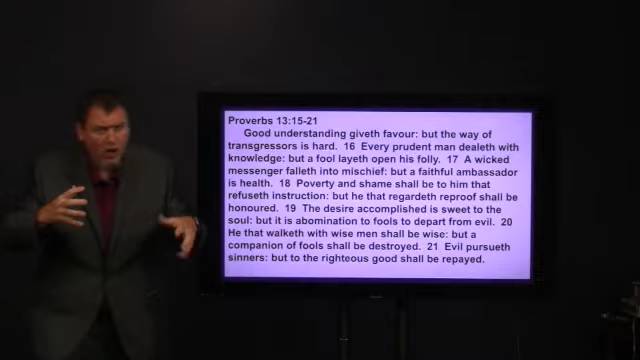 Proverbs 13:15-21
Good understanding giveth favour: but the way of
transgressors is hard. 16 Every prudent man dealeth with
knowledge: but a fool layeth open his folly. 17 A wicked
messenger falleth into mischief: but a faithful ambassador
is health. 18 Poverty and shame shall be to him that
refuseth instruction: but he that regardeth reproof shall be
honoured. 19 The desire accomplished is sweet to the
soul: but it is abomination to fools to depart from evil. 20
He that walketh with wise men shall be wise: but a
companion of fools shall be destroyed. 21 Evil pursueth
sinners: but to the righteous good shall be repayed.